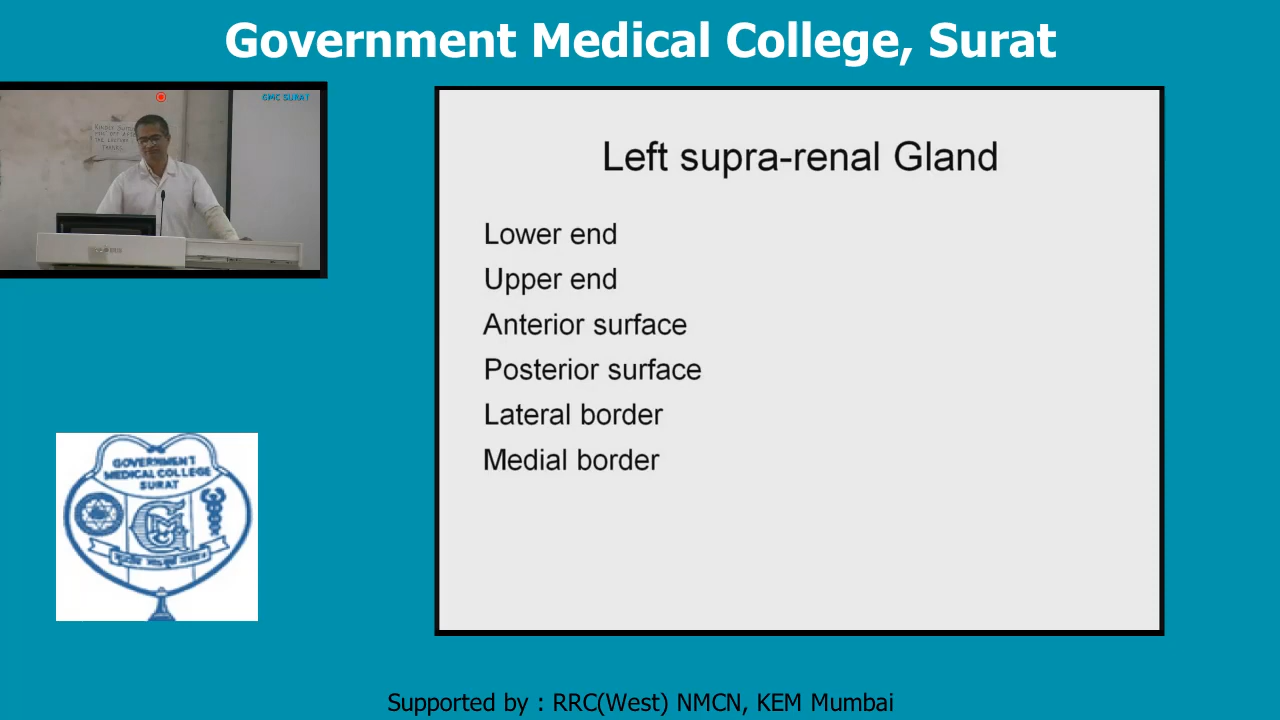 Government Medical College, Surat
GMC SURAT
Left supra-renal Gland
Lower end
Upper end
Anterior surface
Posterior surface
Lateral border
Medial border
GOVERNMENT
MEDICAL COLLEGE
SURAT
Supported by : RRC(West) NMCN, KEM Mumbai